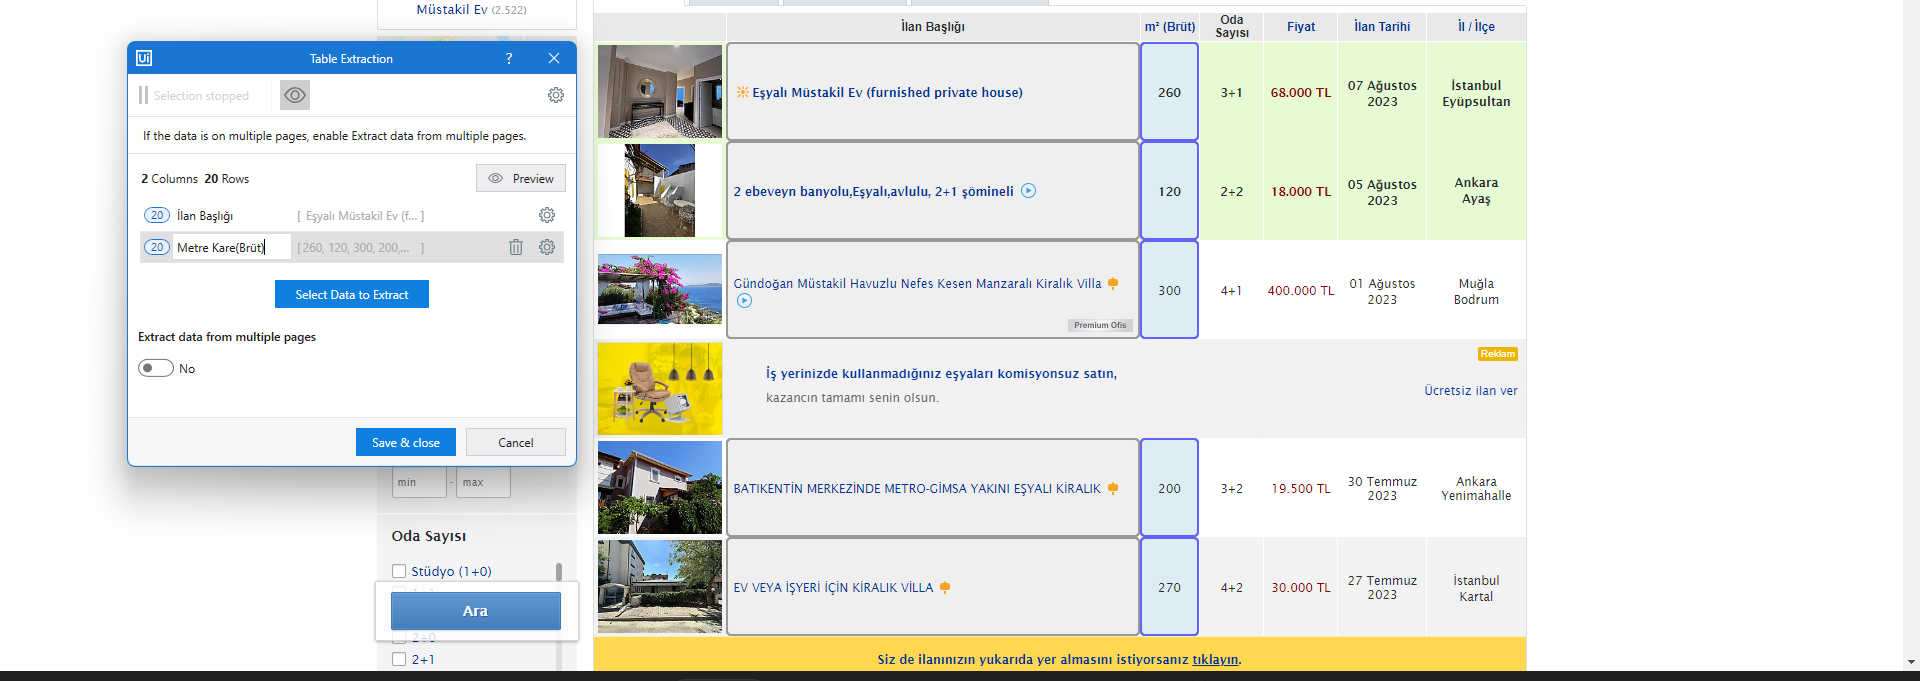 Müstakil Ev (2.522)
Ui Table Extraction ?
Selection stopped
If the data is on multiple pages, enable Extract data from multiple pages.
2 Columns 20 Rows
Preview
20 İlan Başlığı [ Eşyalı Müstakil Ev (f... ]
20 Metre Kare(Brüt) [ 260, 120, 300, 200,... ]
Select Data to Extract
Extract data from multiple pages
No
Save & close Cancel
min - max
Oda Sayısı
Stüdyo (1+0)
Ara
2+0
2+1
İlan Başlığı m² (Brüt) Oda Sayısı Fiyat İlan Tarihi İl / İlçe
Eşyalı Müstakil Ev (furnished private house) 260 3+1 68.000 TL 07 Ağustos 2023 İstanbul Eyüpsultan
2 ebeveyn banyolu,Eşyalı,avlulu, 2+1 şömineli 120 2+2 18.000 TL 05 Ağustos 2023 Ankara Ayaş
Gündoğan Müstakil Havuzlu Nefes Kesen Manzaralı Kiralık Villa 300 4+1 400.000 TL 01 Ağustos 2023 Muğla Bodrum
Premium Ofis
Reklam
İş yerinizde kullanmadığınız eşyaları komisyonsuz satın,
kazancın tamamı senin olsun.
Ücretsiz ilan ver
BATIKENTİN MERKEZİNDE METRO-GİMSA YAKINI EŞYALI KİRALIK 200 3+2 19.500 TL 30 Temmuz 2023 Ankara Yenimahalle
EV VEYA İŞYERİ İÇİN KİRALIK VİLLA 270 4+2 30.000 TL 27 Temmuz 2023 İstanbul Kartal
Siz de ilanınızın yukarıda yer almasını istiyorsanız tıklayın.